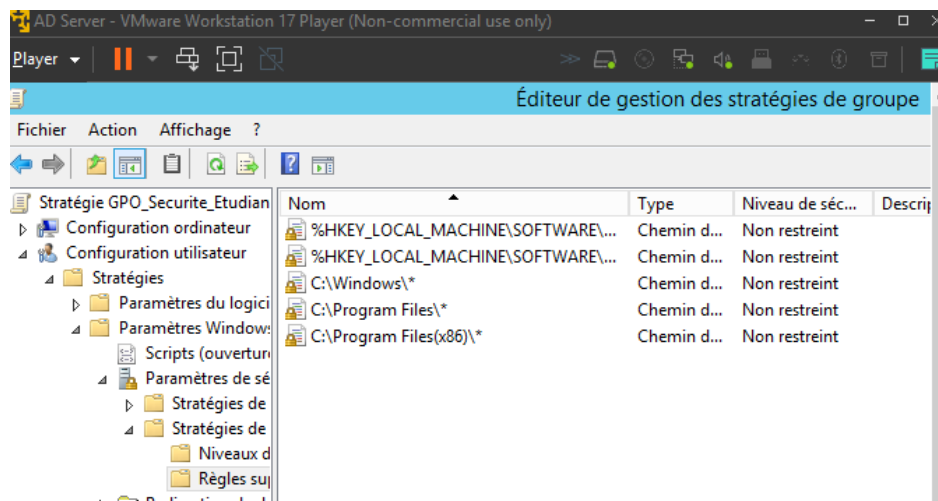 AD Server - VMware Workstation 17 Player (Non-commercial use only)
Player
Éditeur de gestion des stratégies de groupe
Fichier Action Affichage ?
Stratégie GPO_Securite_Etudian
Configuration ordinateur
Configuration utilisateur
Stratégies
Paramètres du logici
Paramètres Window
Scripts (ouvertur
Paramètres de sé
Stratégies de
Stratégies de
Niveaux d
Règles su
Nom Type Niveau de séc... Descrip
%HKEY_LOCAL_MACHINE\SOFTWARE\... Chemin d... Non restreint
%HKEY_LOCAL_MACHINE\SOFTWARE\... Chemin d... Non restreint
C:\Windows\* Chemin d... Non restreint
C:\Program Files\* Chemin d... Non restreint
C:\Program Files(x86)\* Chemin d... Non restreint